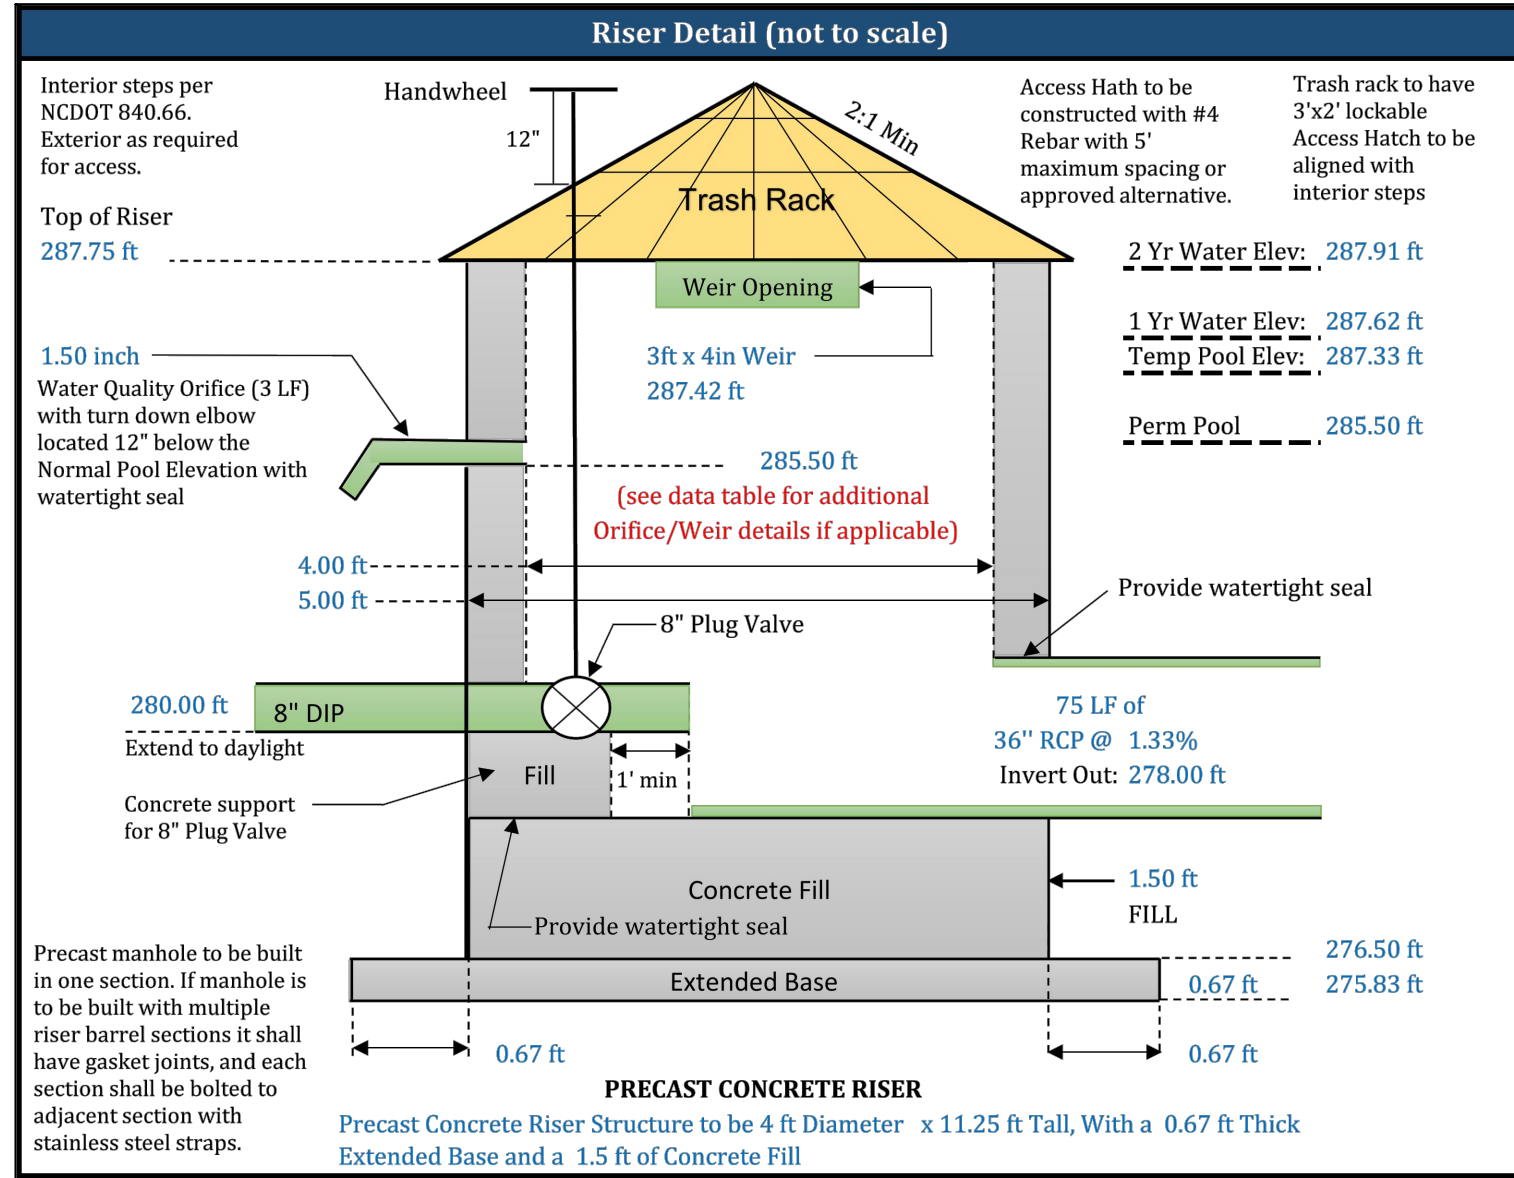 Riser Detail (not to scale)
Interior steps per
NCDOT 840.66.
Exterior as required
for access.
Handwheel
12"
2:1 Min
Trash Rack
Access Hath to be
constructed with #4
Rebar with 5'
maximum spacing or
approved alternative.
Trash rack to have
3'x2' lockable
Access Hatch to be
aligned with
interior steps
Top of Riser
287.75 ft
2 Yr Water Elev: 287.91 ft
Weir Opening
1 Yr Water Elev: 287.62 ft
Temp Pool Elev: 287.33 ft
Perm Pool 285.50 ft
3ft x 4in Weir
287.42 ft
1.50 inch
Water Quality Orifice (3 LF)
with turn down elbow
located 12" below the
Normal Pool Elevation with
watertight seal
285.50 ft
(see data table for additional
Orifice/Weir details if applicable)
4.00 ft
5.00 ft
Provide watertight seal
8" Plug Valve
280.00 ft
8" DIP
Extend to daylight
75 LF of
36'' RCP @ 1.33%
Invert Out: 278.00 ft
Fill
1' min
Concrete support
for 8" Plug Valve
Concrete Fill
1.50 ft
FILL
Provide watertight seal
Extended Base
276.50 ft
0.67 ft 275.83 ft
0.67 ft
0.67 ft
Precast manhole to be built
in one section. If manhole is
to be built with multiple
riser barrel sections it shall
have gasket joints, and each
section shall be bolted to
adjacent section with
stainless steel straps.
PRECAST CONCRETE RISER
Precast Concrete Riser Structure to be 4 ft Diameter x 11.25 ft Tall, With a 0.67 ft Thick
Extended Base and a 1.5 ft of Concrete Fill